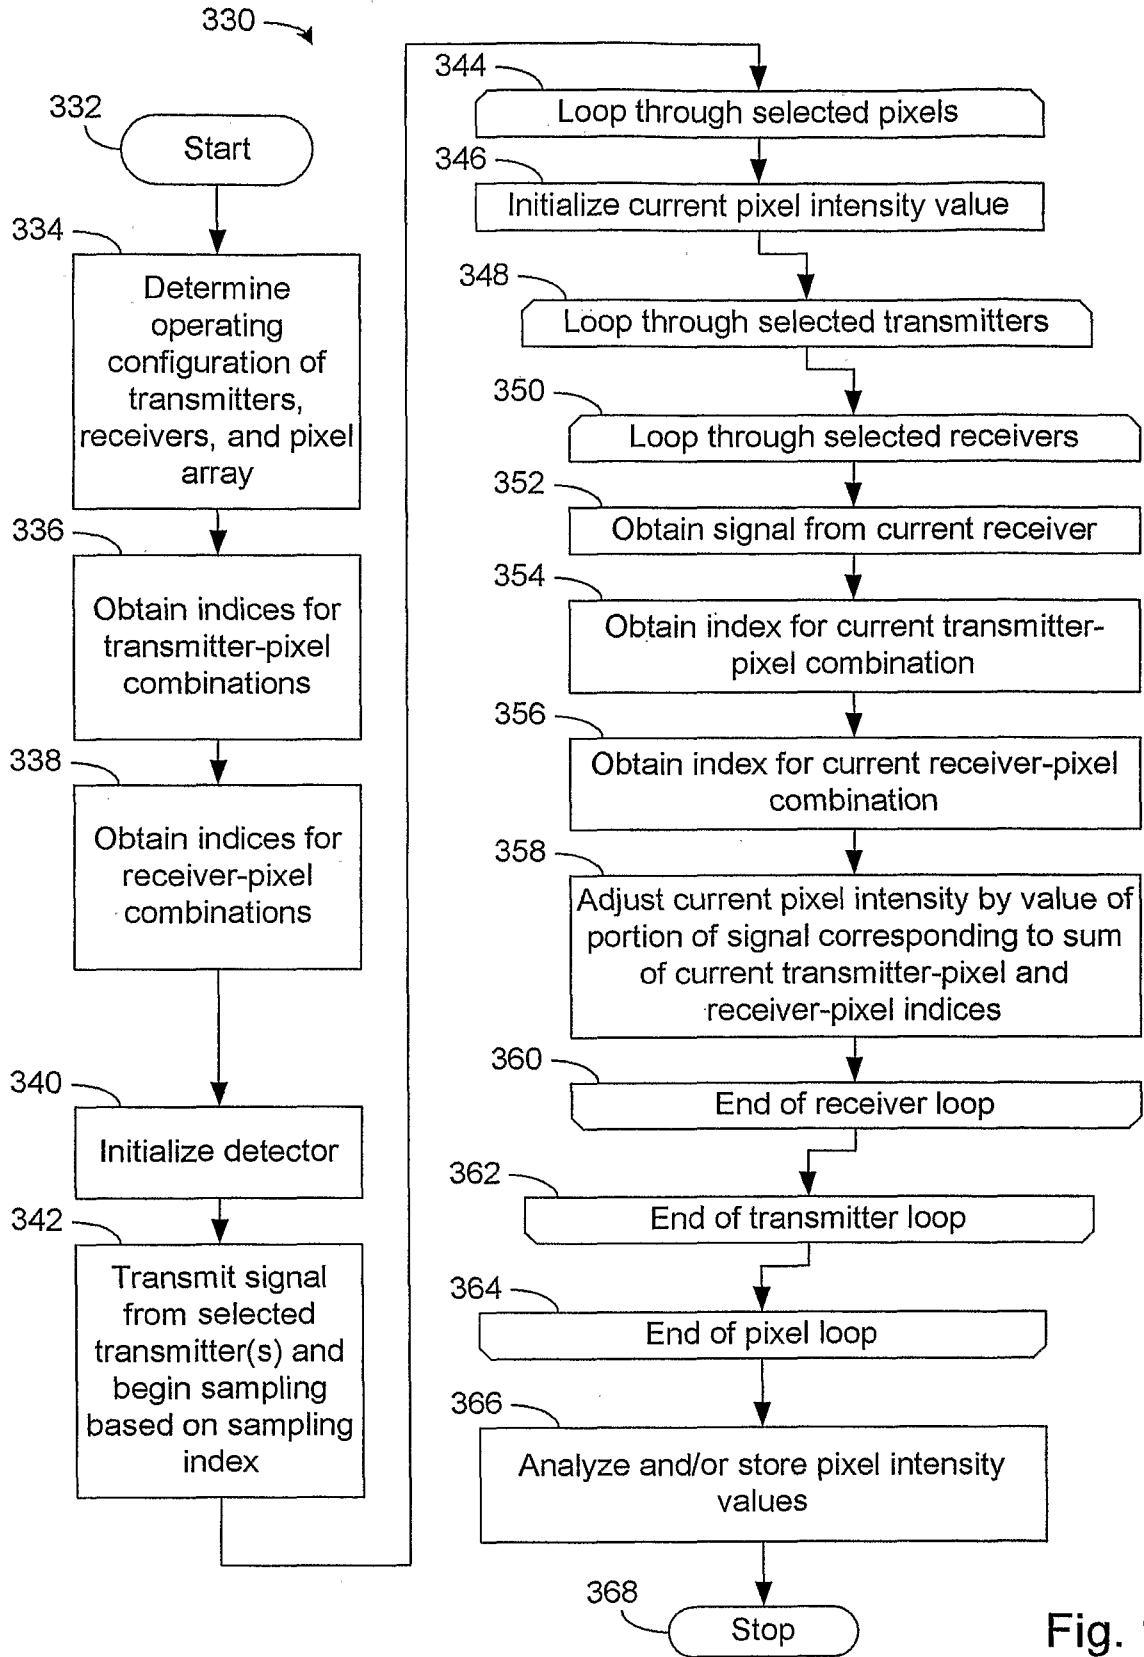 330
332
Start
334
Determine
operating
configuration of
transmitters,
receivers, and pixel
array
336
Obtain indices for
transmitter-pixel
combinations
338
Obtain indices for
receiver-pixel
combinations
340
Initialize detector
342
Transmit signal
from selected
transmitter(s) and
begin sampling
based on sampling
index
344
Loop through selected pixels
346
Initialize current pixel intensity value
348
Loop through selected transmitters
350
Loop through selected receivers
352
Obtain signal from current receiver
354
Obtain index for current transmitter-
pixel combination
356
Obtain index for current receiver-pixel
combination
358
Adjust current pixel intensity by value of
portion of signal corresponding to sum
of current transmitter-pixel and
receiver-pixel indices
360
End of receiver loop
362
End of transmitter loop
364
End of pixel loop
366
Analyze and/or store pixel intensity
values
368
Stop
Fig.